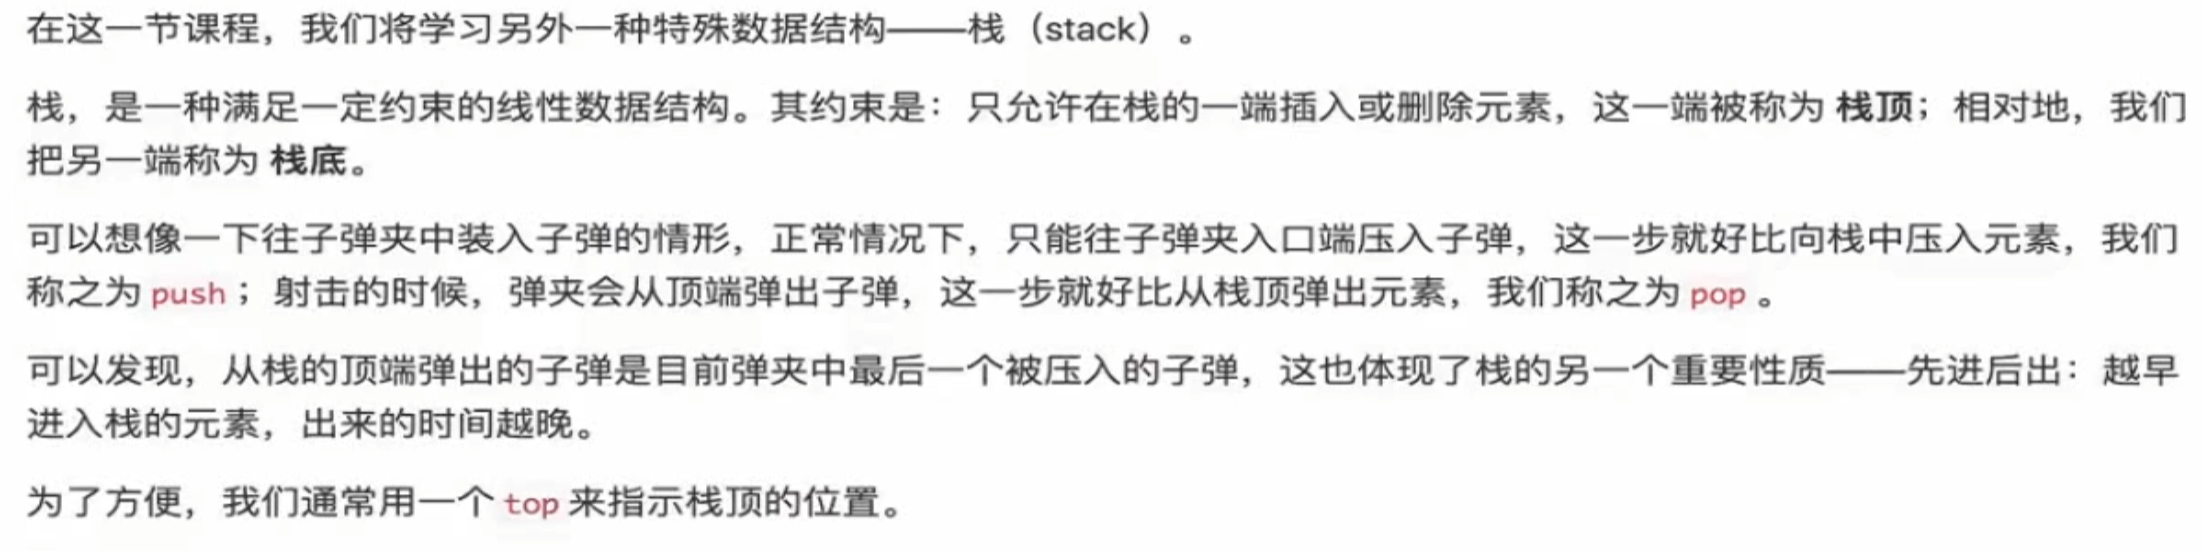 在这一节课程，我们将学习另外一种特殊数据结构——栈（stack）。
栈，是一种满足一定约束的线性数据结构。其约束是：只允许在栈的一端插入或删除元素，这一端被称为 栈顶；相对地，我们
把另一端称为 栈底。
可以想像一下往子弹夹中装入子弹的情形，正常情况下，只能往子弹夹入口端压入子弹，这一步就好比向栈中压入元素，我们
称之为 push ；射击的时候，弹夹会从顶端弹出子弹，这一步就好比从栈顶弹出元素，我们称之为 pop 。
可以发现，从栈的顶端弹出的子弹是目前弹夹中最后一个被压入的子弹，这也体现了栈的另一个重要性质——先进后出：越早
进入栈的元素，出来的时间越晚。
为了方便，我们通常用一个 top 来指示栈顶的位置。